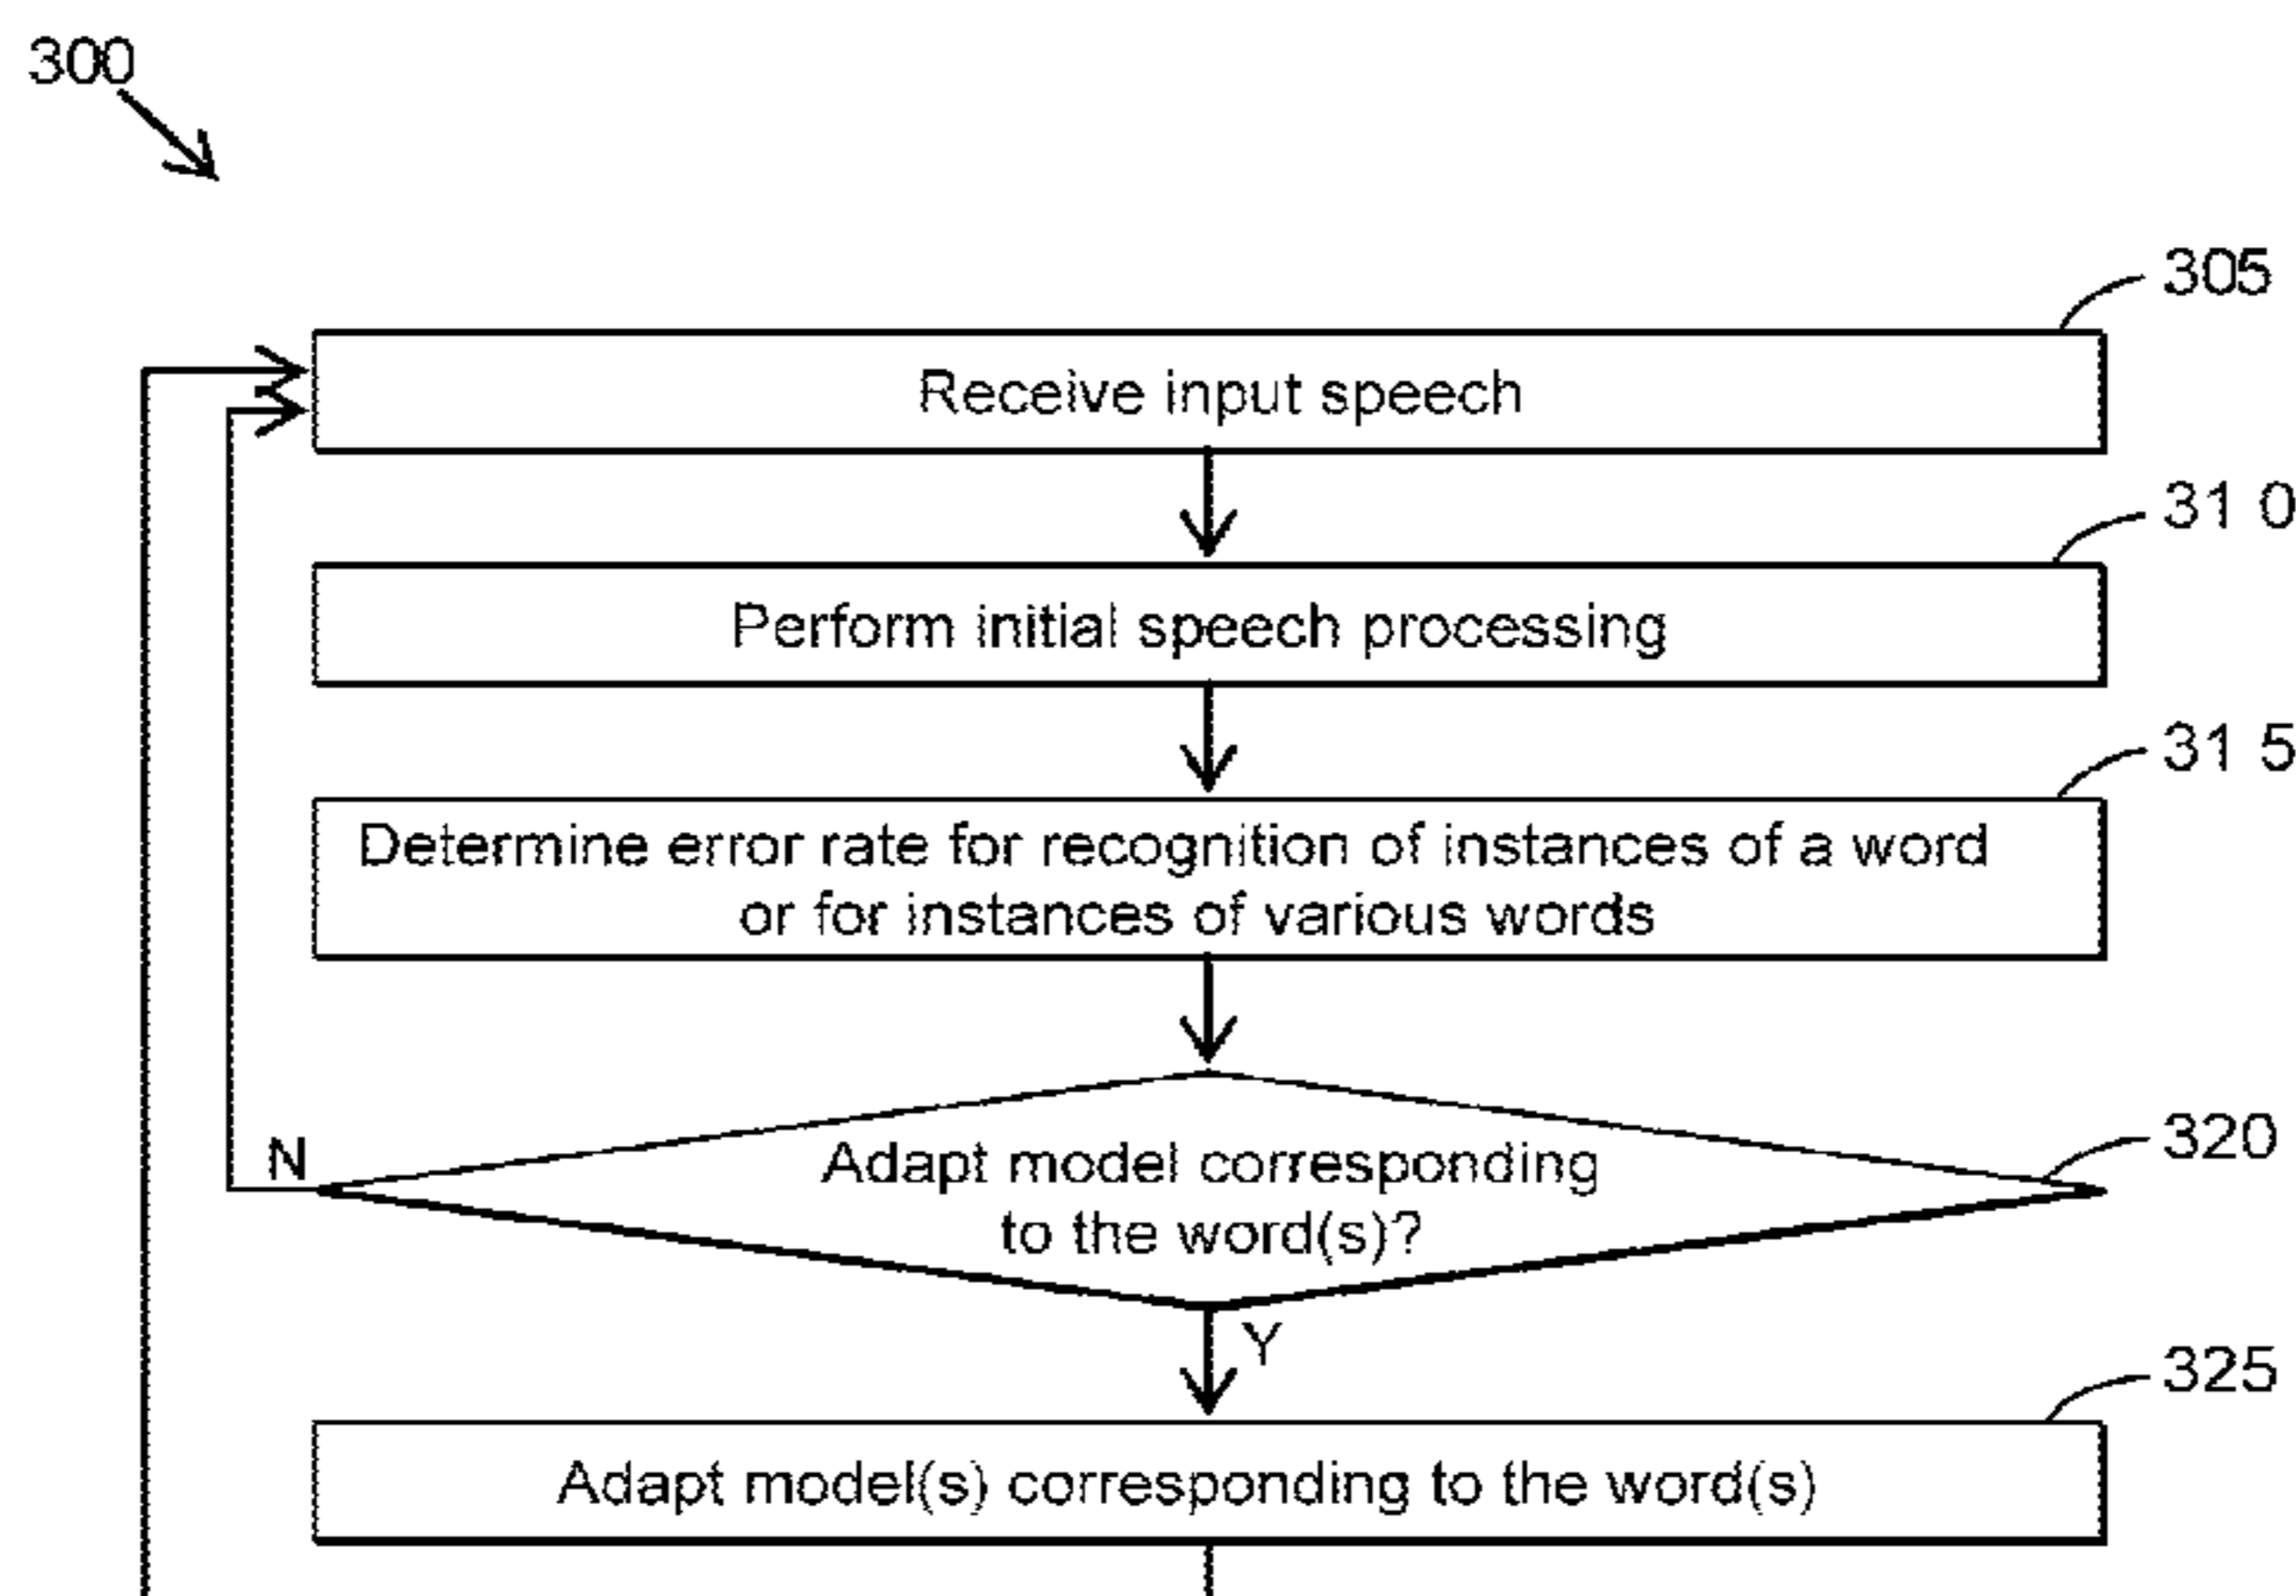 300
305
Receive input speech
31 0
Perform initial speech processing
31 5
Determine error rate for recognition of instances of a word
or for instances of various words
320
N
Adapt model corresponding
to the word(s)?
Y
325
Adapt model(s) corresponding to the word(s)